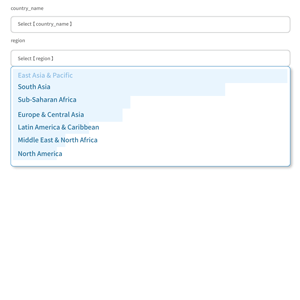 country_name
Select [ country_name ]
region
Select [ region ]
East Asia & Pacific
South Asia
Sub-Saharan Africa
Europe & Central Asia
Latin America & Caribbean
Middle East & North Africa
North America